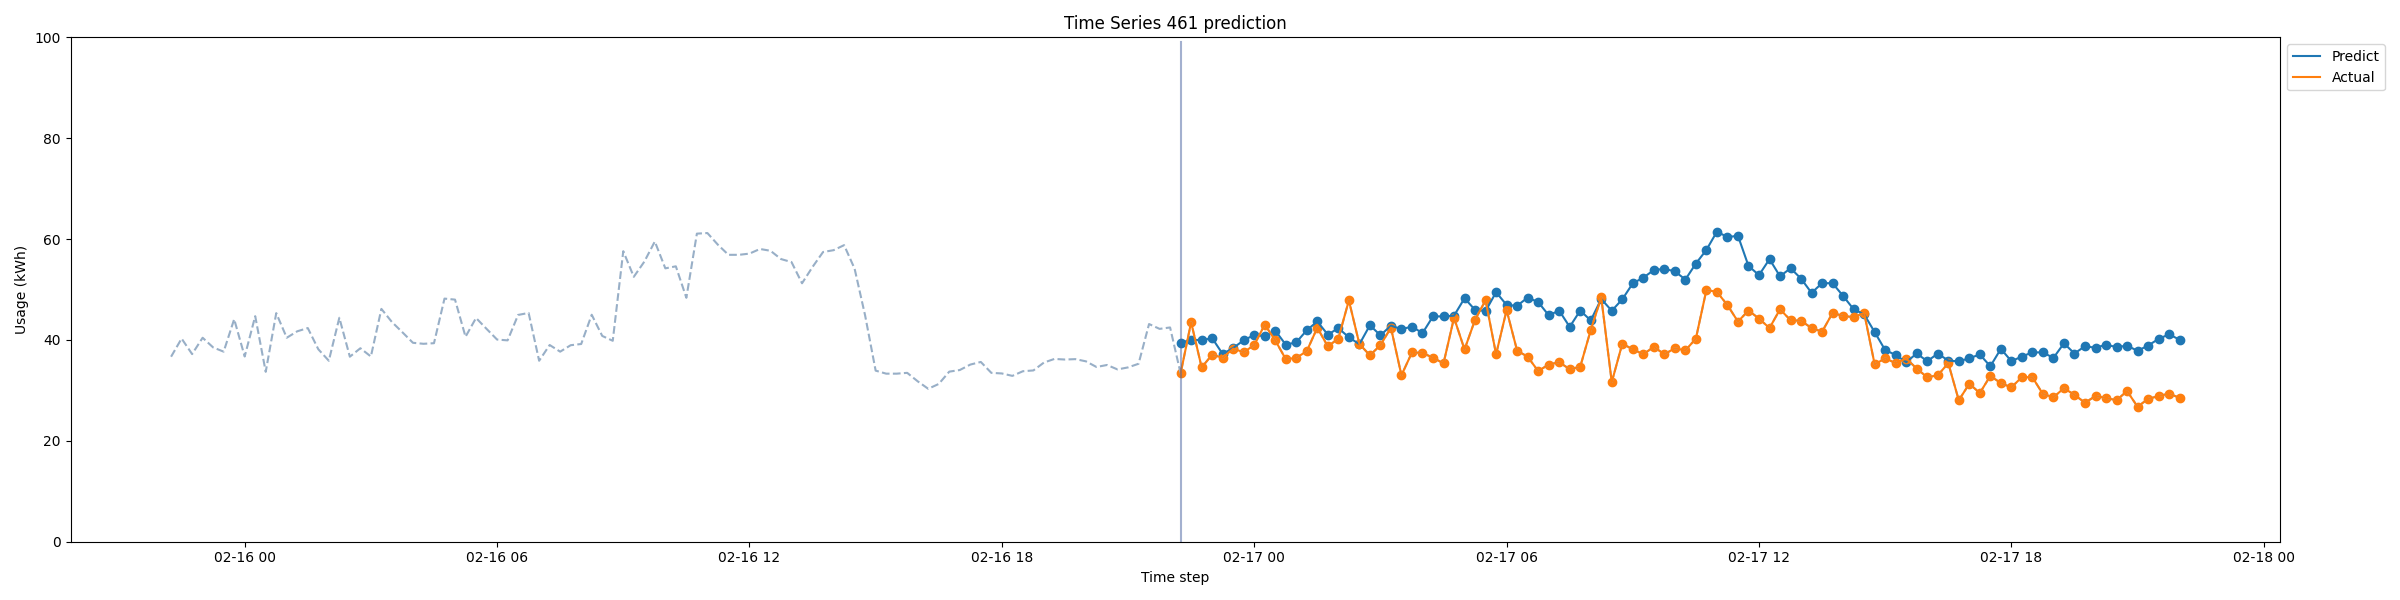 Time Series 461 prediction
Predict
Actual
Usage (kWh)
100
80
60
40
20
0
02-16 00 02-16 06 02-16 12 02-16 18 02-17 00 02-17 06 02-17 12 02-17 18 02-18 00
Time step